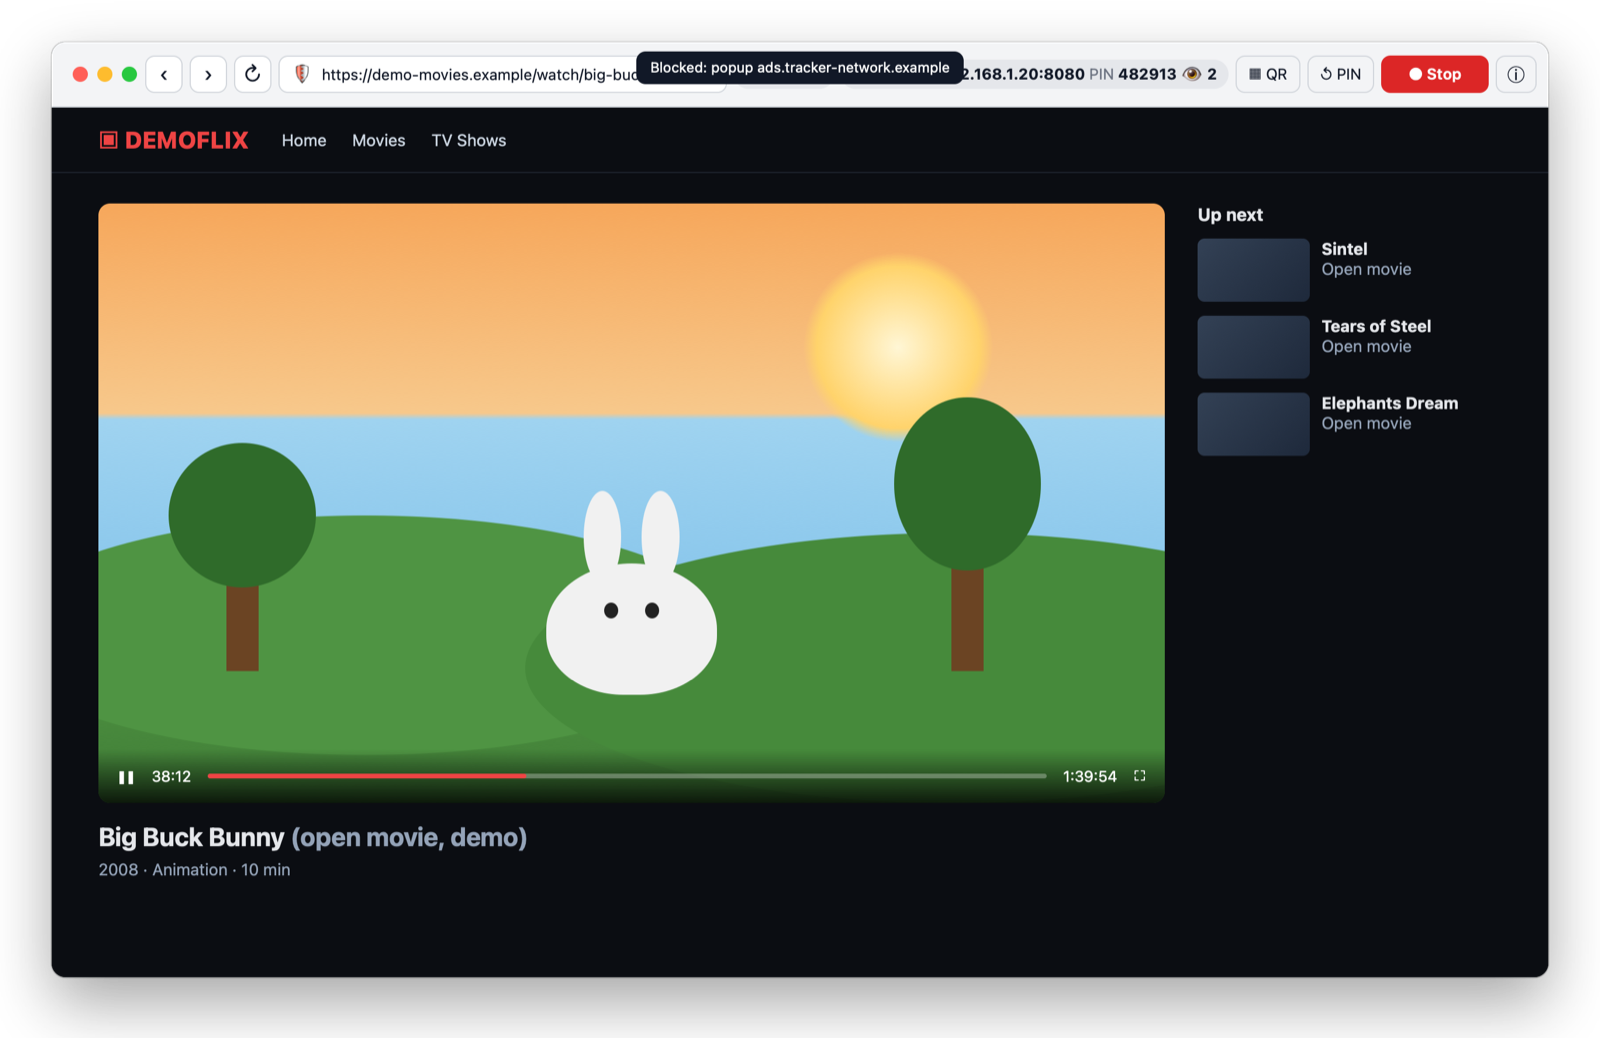 https://demo-movies.example/watch/big-buc
Blocked: popup ads.tracker-network.example
2.168.1.20:8080 PIN 482913 2
QR
PIN
Stop
DEMOFLIX
Home
Movies
TV Shows
Up next
Sintel
Open movie
Tears of Steel
Open movie
Elephants Dream
Open movie
38:12
1:39:54
Big Buck Bunny (open movie, demo)
2008 · Animation · 10 min